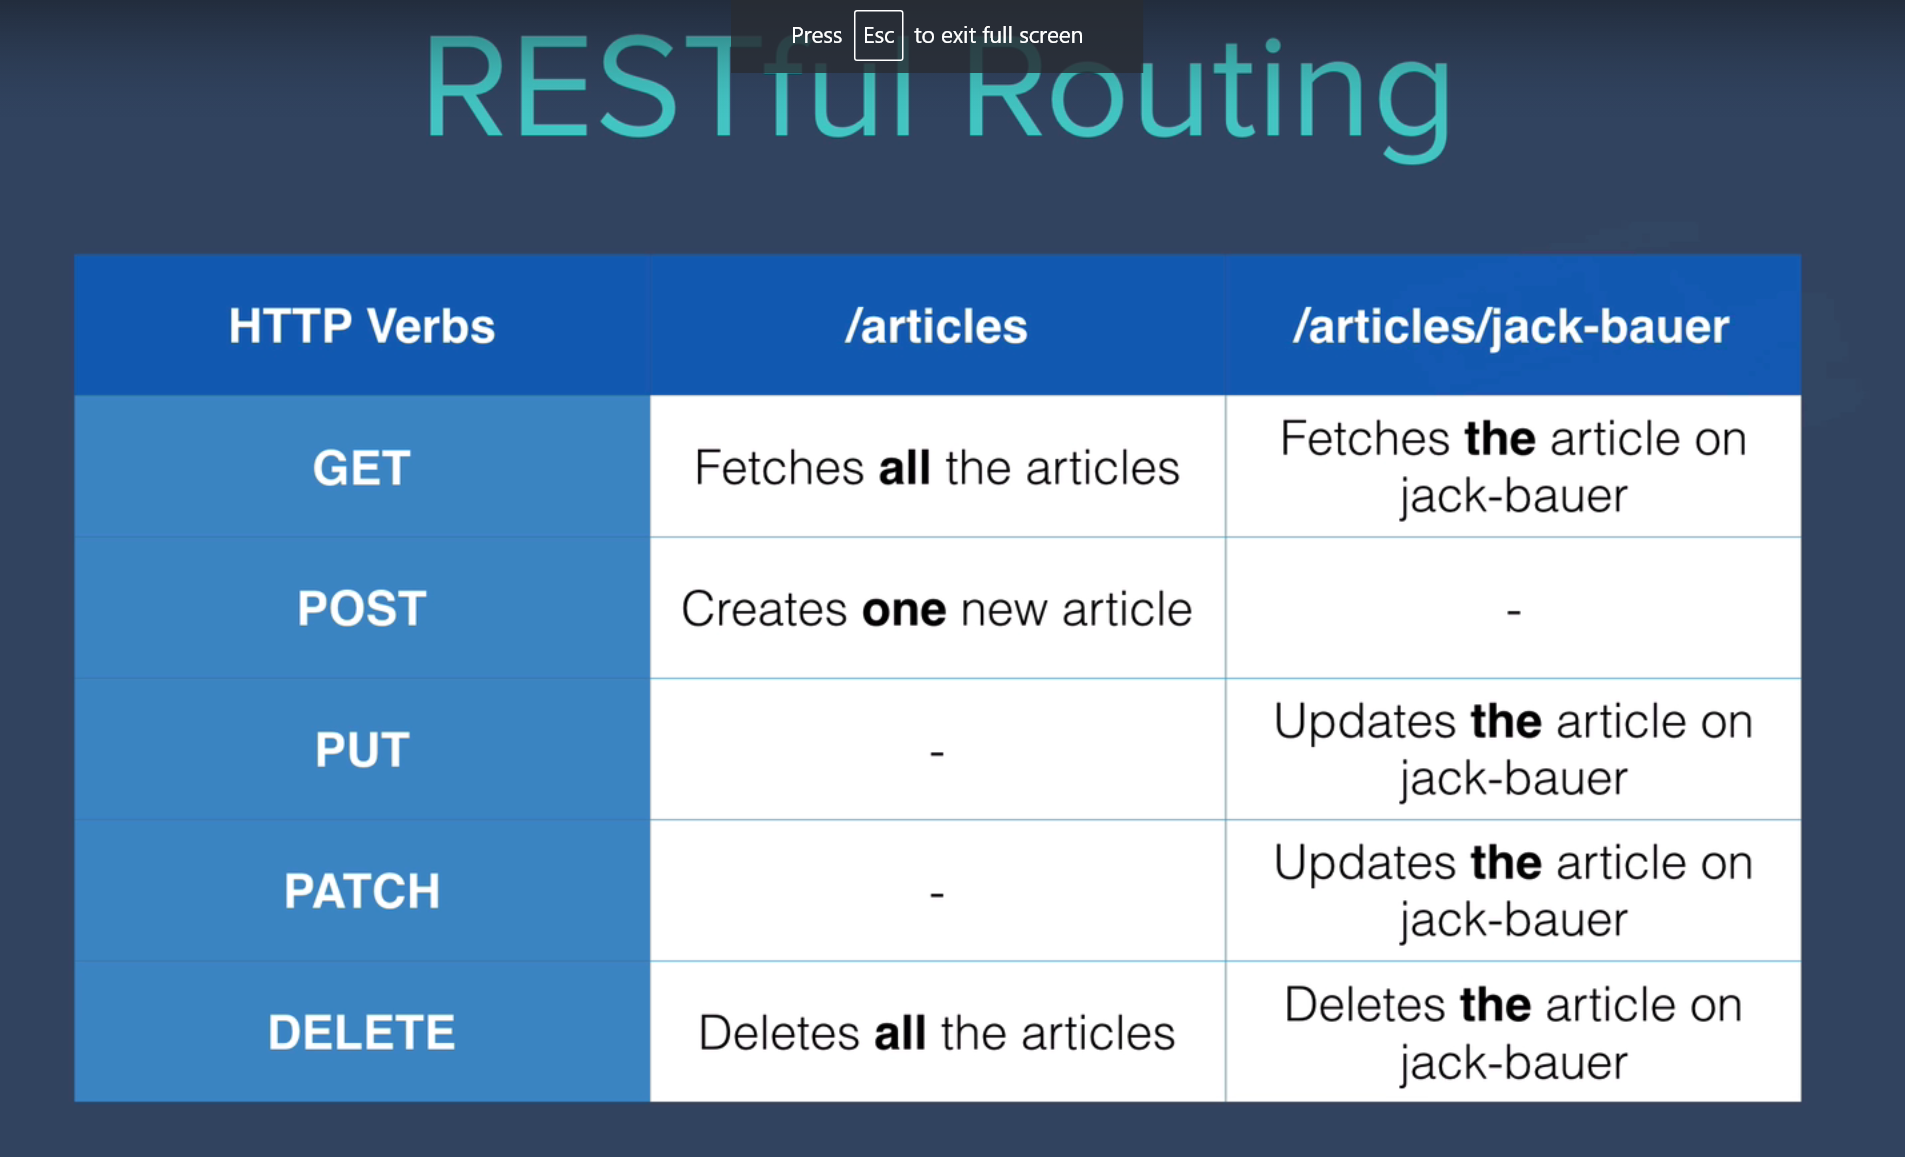 Press Esc to exit full screen
RESTful Routing
HTTP Verbs
/articles
/articles/jack-bauer
GET
Fetches all the articles
Fetches the article on
jack-bauer
POST
Creates one new article
-
PUT
-
Updates the article on
jack-bauer
PATCH
-
Updates the article on
jack-bauer
DELETE
Deletes all the articles
Deletes the article on
jack-bauer